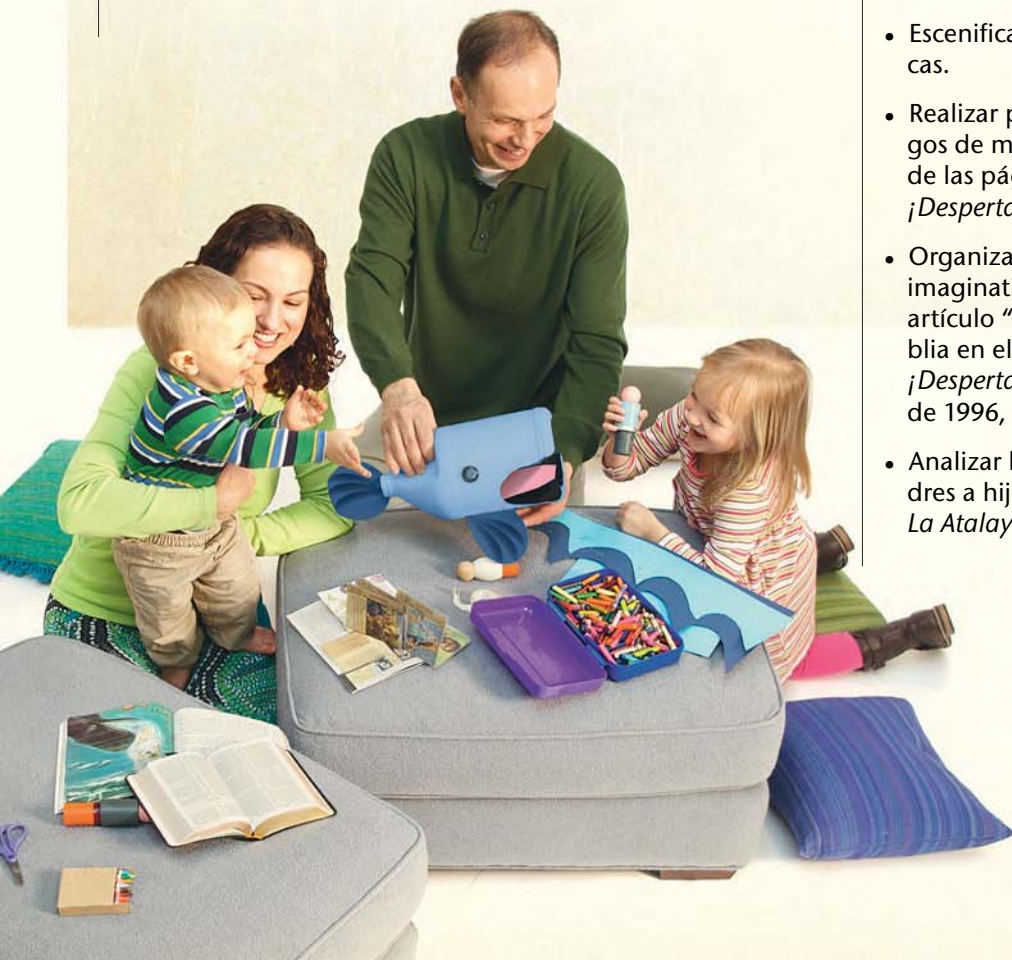 • Escenifica
cas.
• Realizar p
gos de m
de las pá
¡Desperta
• Organiza
imaginati
artículo “
blia en el
¡Desperta
de 1996,
• Analizar l
dres a hij
La Atalay